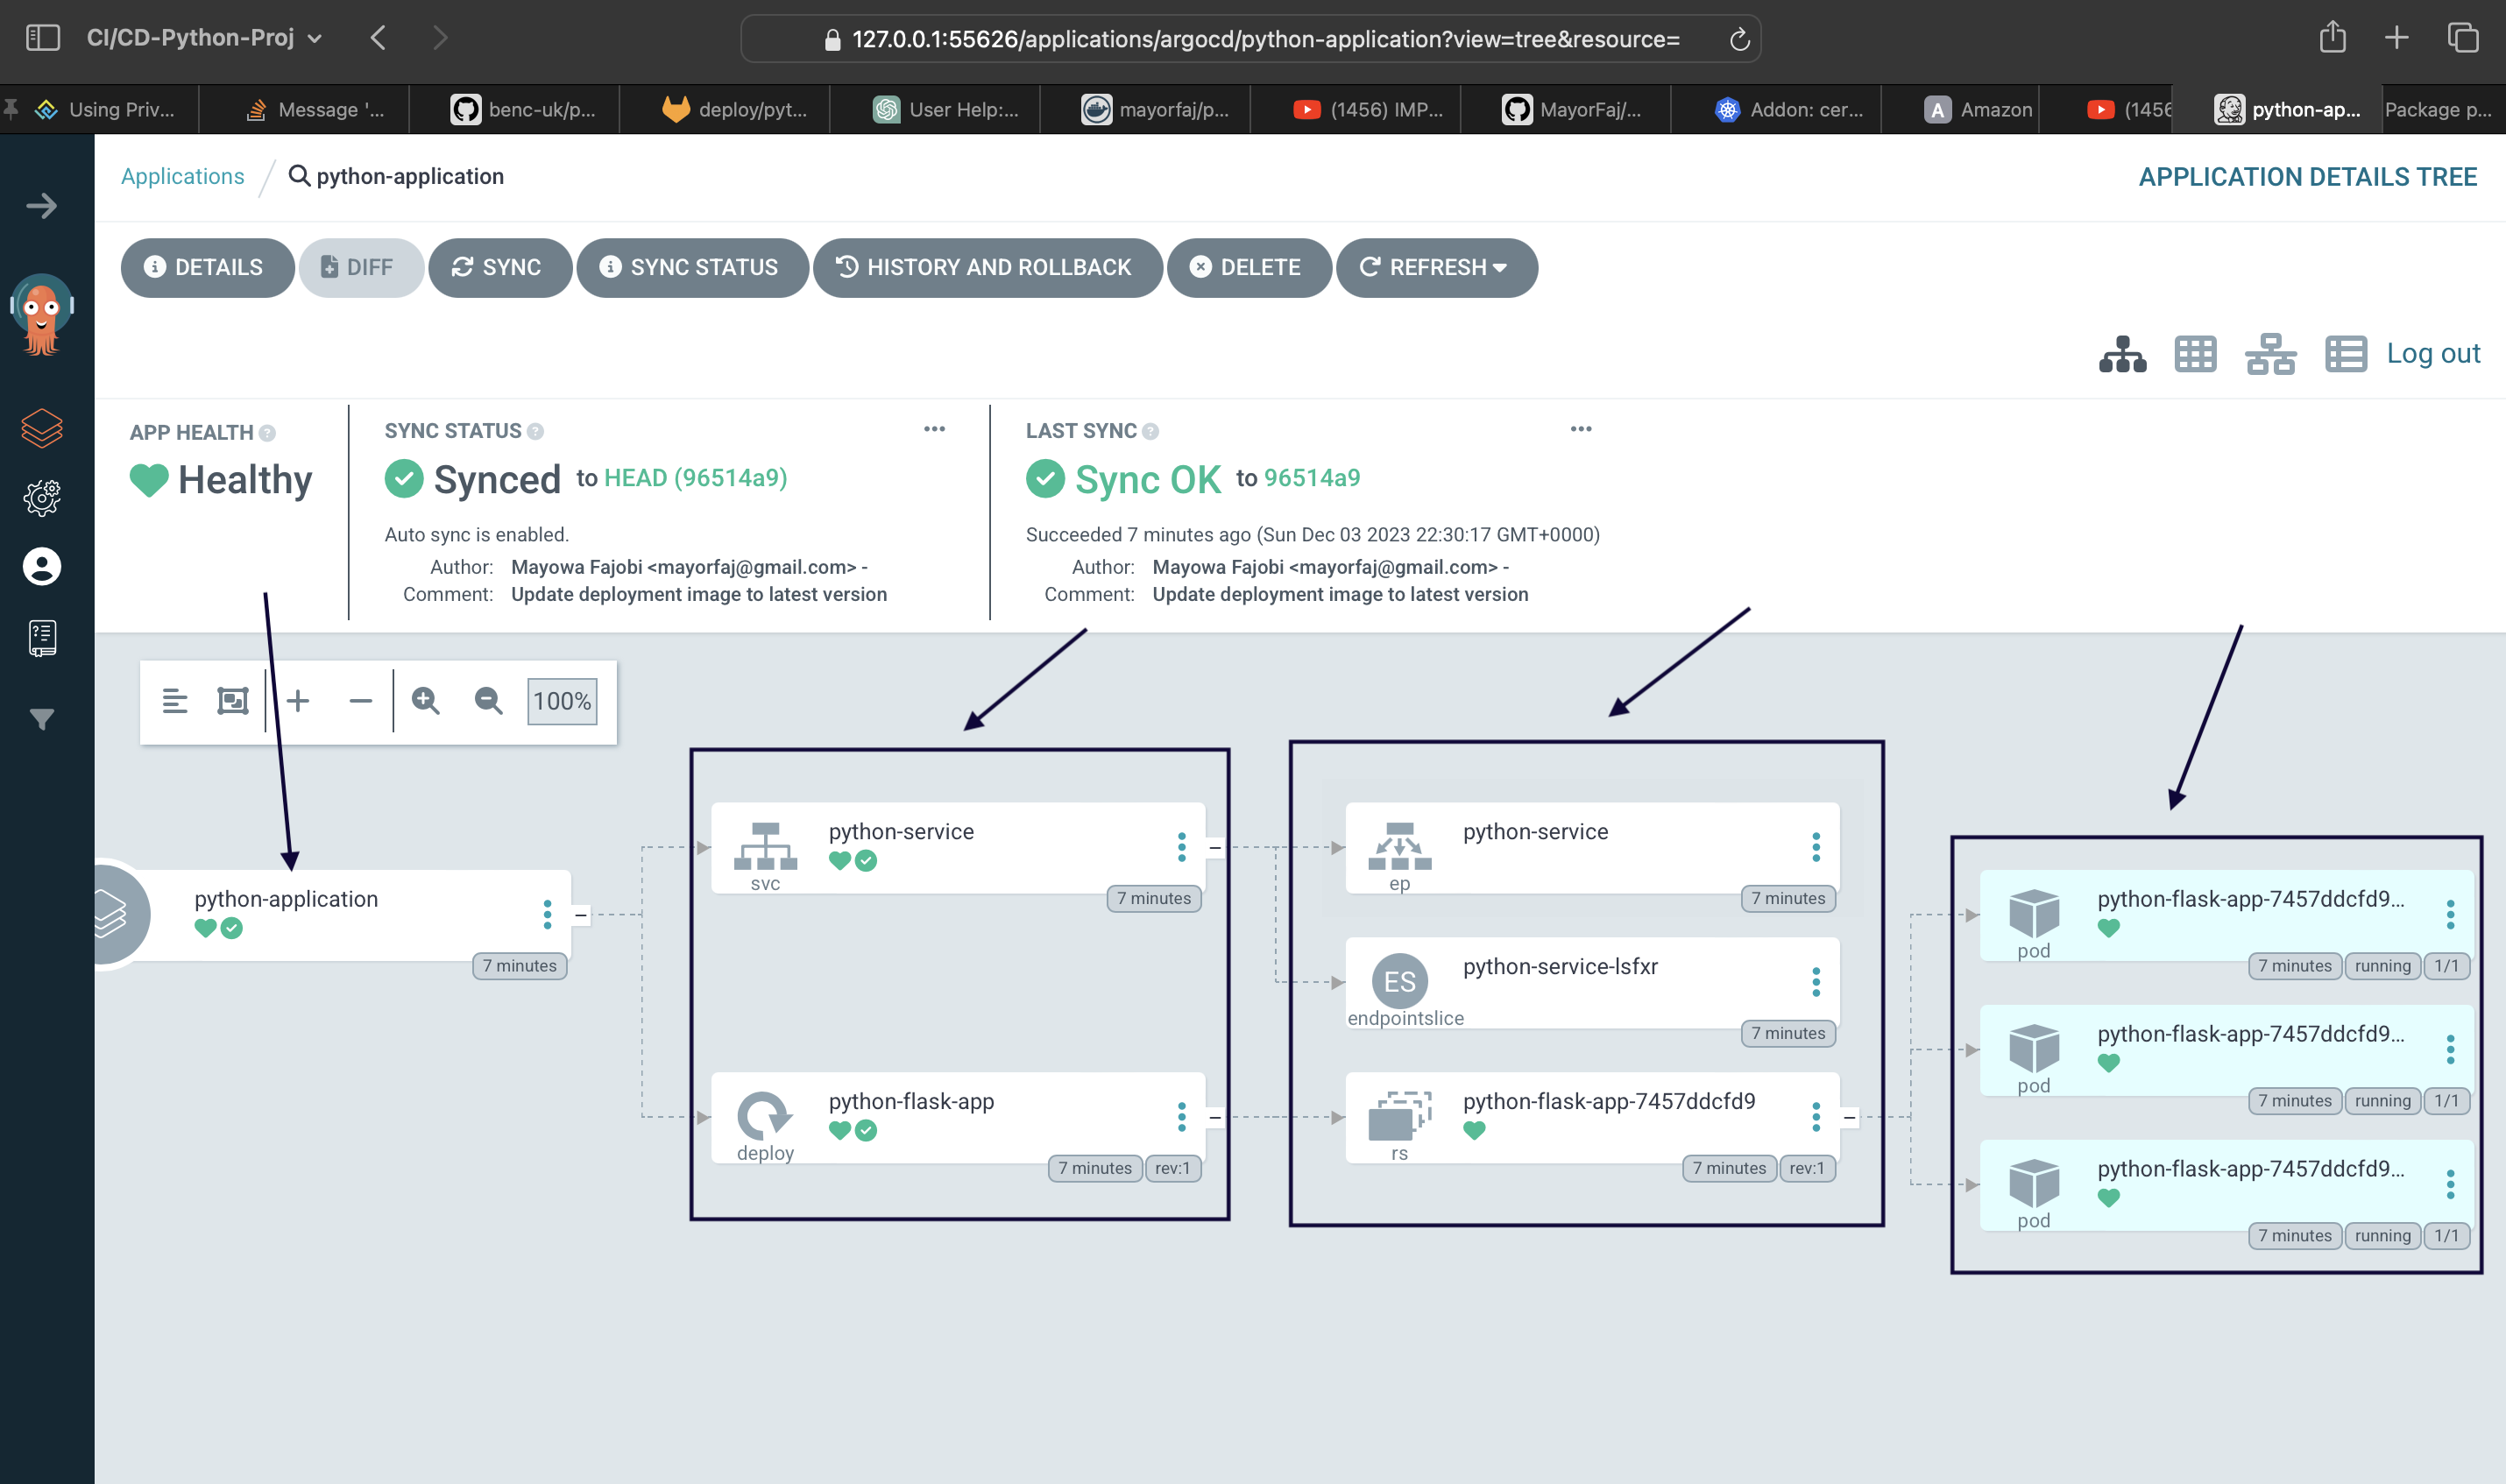 CI/CD-Python-Proj
127.0.0.1:55626/applications/argocd/python-application?view=tree&resource=
Using Priv...
Message '...
benc-uk/p...
deploy/pyt...
User Help:...
mayorfaj/p...
(1456) IMP...
MayorFaj/...
Addon: cer...
A Amazon
(1456
python-ap...
Package p...
Applications / python-application
APPLICATION DETAILS TREE
DETAILS DIFF SYNC SYNC STATUS HISTORY AND ROLLBACK DELETE REFRESH
Log out
APP HEALTH ?
Healthy
SYNC STATUS ?
Synced to HEAD (96514a9)
Auto sync is enabled.
Author: Mayowa Fajobi <mayorfaj@gmail.com> -
Comment: Update deployment image to latest version
LAST SYNC ?
Sync OK to 96514a9
Succeeded 7 minutes ago (Sun Dec 03 2023 22:30:17 GMT+0000)
Author: Mayowa Fajobi <mayorfaj@gmail.com> -
Comment: Update deployment image to latest version
100%
python-application
7 minutes
python-service
svc
7 minutes
python-flask-app
deploy
7 minutes rev:1
python-service
ep
7 minutes
ES
python-service-lsfxr
endpointslice
7 minutes
python-flask-app-7457ddcfd9
rs
7 minutes rev:1
python-flask-app-7457ddcfd9...
pod
7 minutes running 1/1
python-flask-app-7457ddcfd9...
pod
7 minutes running 1/1
python-flask-app-7457ddcfd9...
pod
7 minutes running 1/1